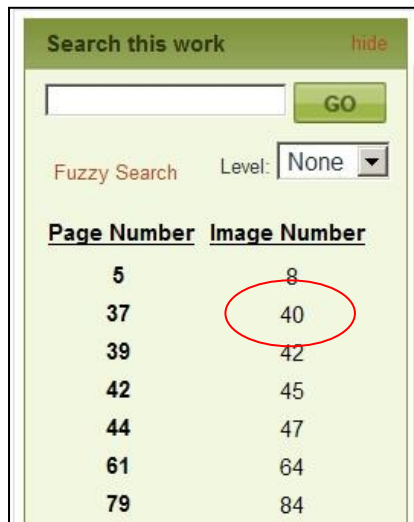 Search this work hide
GO
Fuzzy Search Level: None
Page Number Image Number
5 8
37 40
39 42
42 45
44 47
61 64
79 84